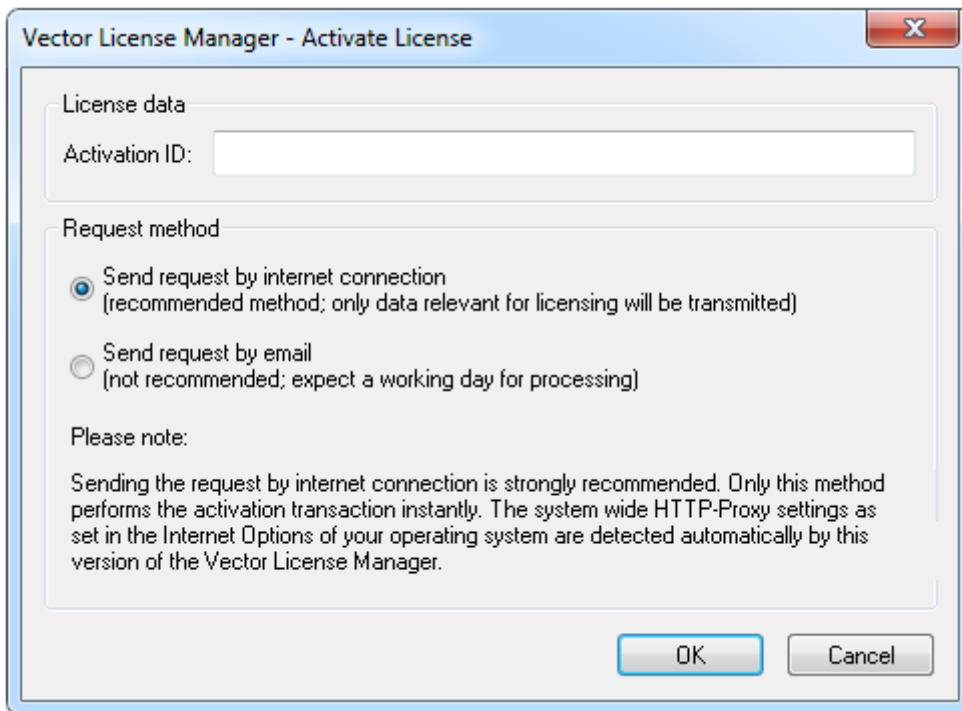 Vector License Manager - Activate License
License data
Activation ID:
Request method
Send request by internet connection
(recommended method; only data relevant for licensing will be transmitted)
Send request by email
(not recommended; expect a working day for processing)
Please note:
Sending the request by internet connection is strongly recommended. Only this method
performs the activation transaction instantly. The system wide HTTP-Proxy settings as
set in the Internet Options of your operating system are detected automatically by this
version of the Vector License Manager.
OK
Cancel